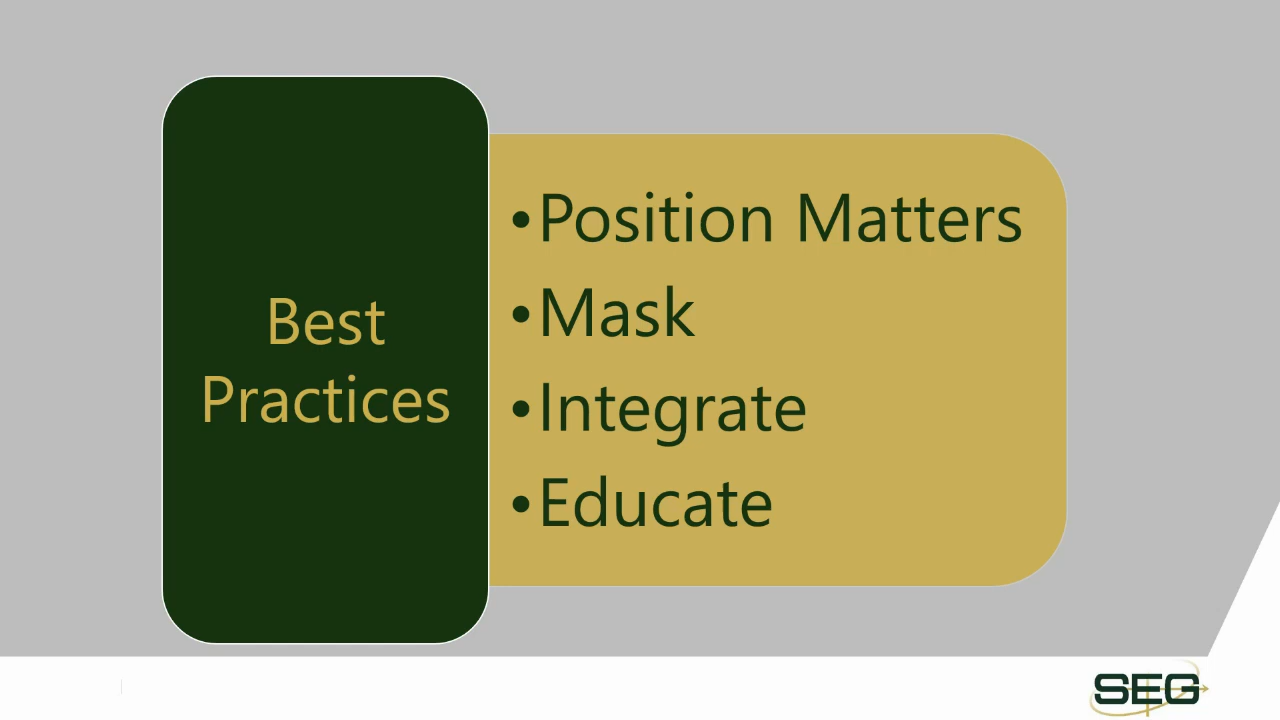 Best
Practices
•Position Matters
•Mask
•Integrate
•Educate
SEG